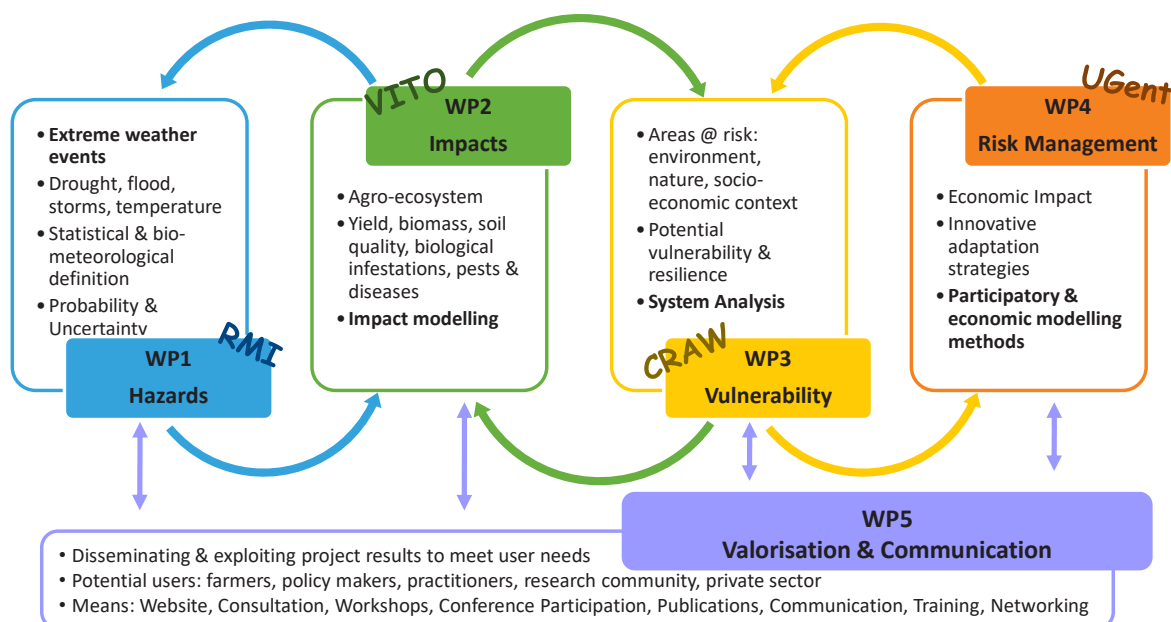 • Extreme weather
events
• Drought, flood,
storms, temperature
• Statistical & bio-
meteorological
definition
• Probability &
Uncertainty
RMI
WP1
Hazards
VITO
WP2
Impacts
• Agro-ecosystem
• Yield, biomass, soil
quality, biological
infestations, pests &
diseases
• Impact modelling
• Areas @ risk:
environment,
nature, socio-
economic context
• Potential
vulnerability &
resilience
• System Analysis
CRAW
WP3
Vulnerability
UGent
WP4
Risk Management
• Economic Impact
• Innovative
adaptation
strategies
• Participatory &
economic modelling
methods
WP5
Valorisation & Communication
• Disseminating & exploiting project results to meet user needs
• Potential users: farmers, policy makers, practitioners, research community, private sector
• Means: Website, Consultation, Workshops, Conference Participation, Publications, Communication, Training, Networking